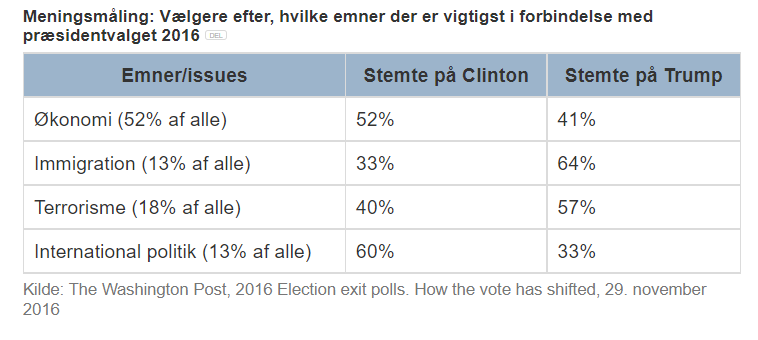 Meningsmåling: Vælgere efter, hvilke emner der er vigtigst i forbindelse med
præsidentvalget 2016 DEL
Emner/issues Stemte på Clinton Stemte på Trump
Økonomi (52% af alle) 52% 41%
Immigration (13% af alle) 33% 64%
Terrorisme (18% af alle) 40% 57%
International politik (13% af alle) 60% 33%
Kilde: The Washington Post, 2016 Election exit polls. How the vote has shifted, 29. november
2016